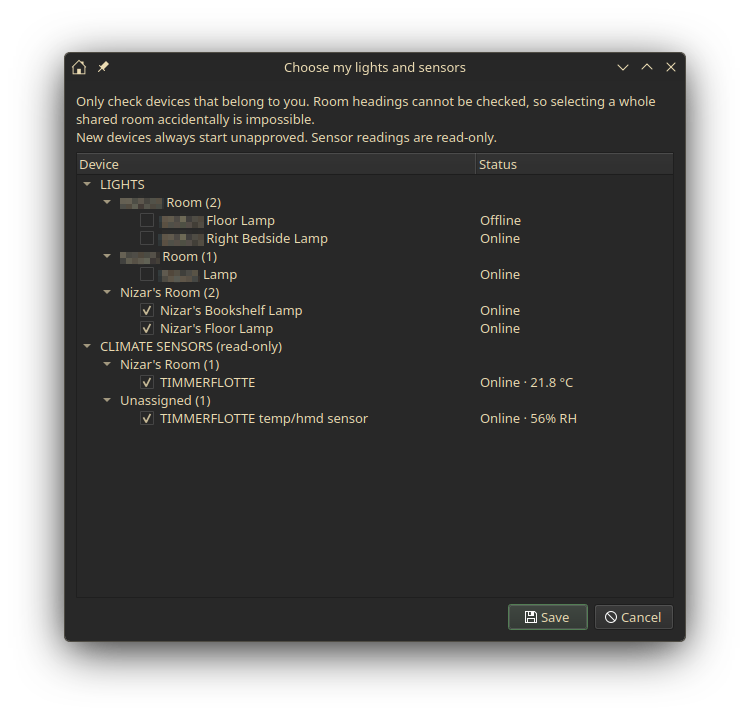 Choose my lights and sensors
Only check devices that belong to you. Room headings cannot be checked, so selecting a whole
shared room accidentally is impossible.
New devices always start unapproved. Sensor readings are read-only.
Device Status
LIGHTS
Room (2)
Floor Lamp Offline
Right Bedside Lamp Online
Room (1)
Lamp Online
Nizar's Room (2)
Nizar's Bookshelf Lamp Online
Nizar's Floor Lamp Online
CLIMATE SENSORS (read-only)
Nizar's Room (1)
TIMMERFLOTTE Online · 21.8 °C
Unassigned (1)
TIMMERFLOTTE temp/hmd sensor Online · 56% RH
Save Cancel